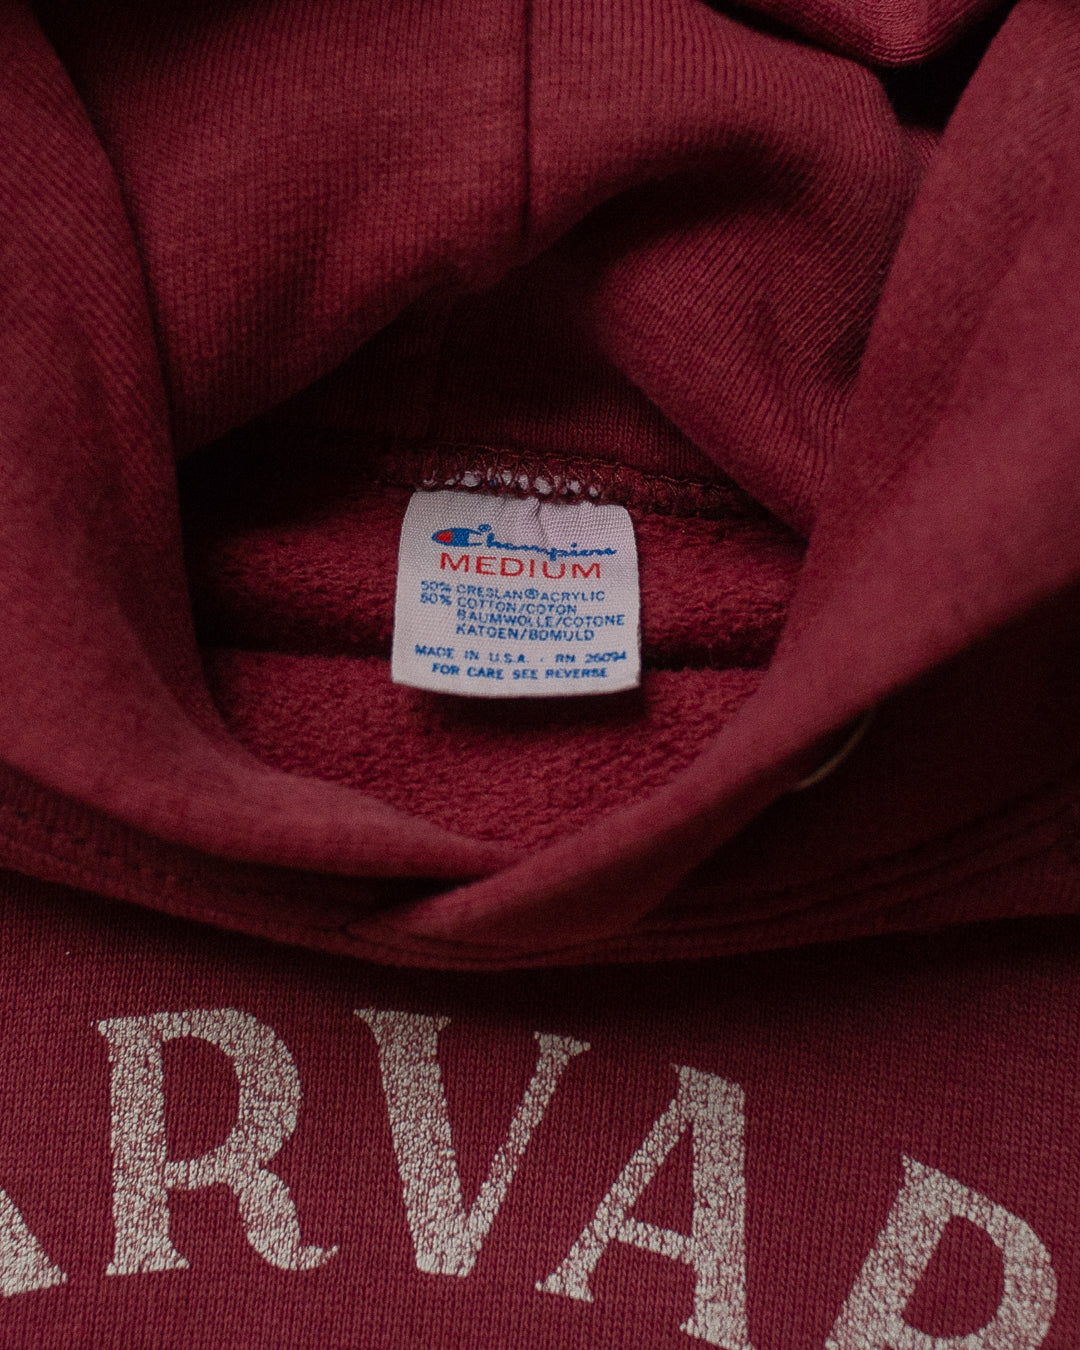 Champion
MEDIUM
50% CRESLAN® ACRYLIC
50% COTTON/COTON
BAUMWOLLE/COTONE
KATOEN/BOMULD
MADE IN U.S.A. · RN 26094
FOR CARE SEE REVERSE
ARVAR